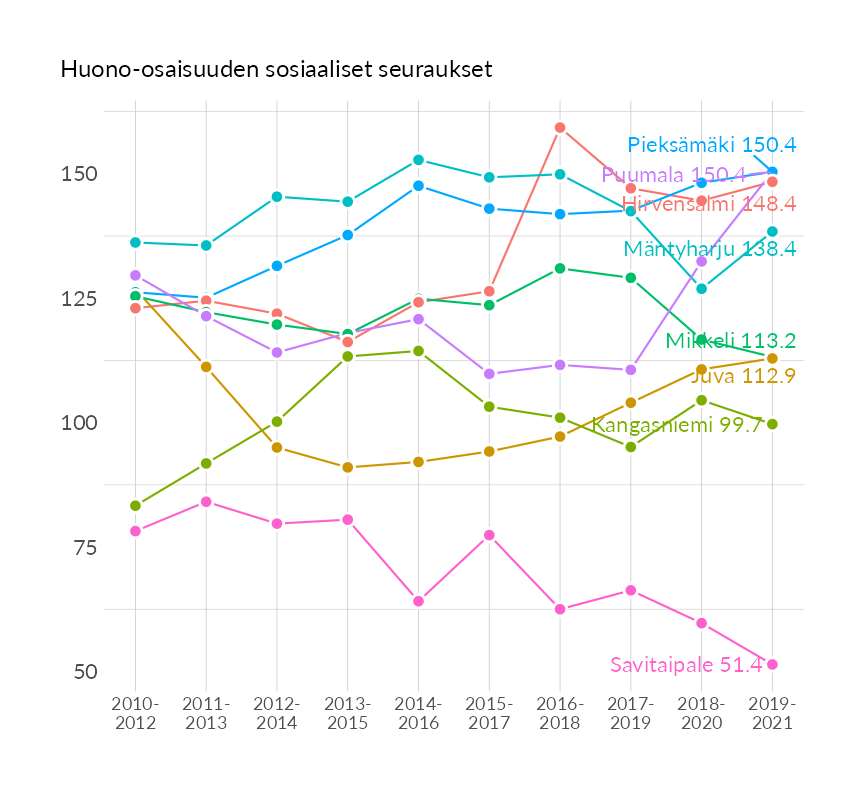 Huono-osaisuuden sosiaaliset seuraukset
150
125
100
75
50
Pieksämäki 150.4
Puumala 150.4
Hirvensalmi 148.4
Mäntyharju 138.4
Mikkeli 113.2
Juva 112.9
Kangasniemi 99.7
Savitaipale 51.4
2010- 2011- 2012- 2013- 2014- 2015- 2016- 2017- 2018- 2019-
2012 2013 2014 2015 2016 2017 2018 2019 2020 2021